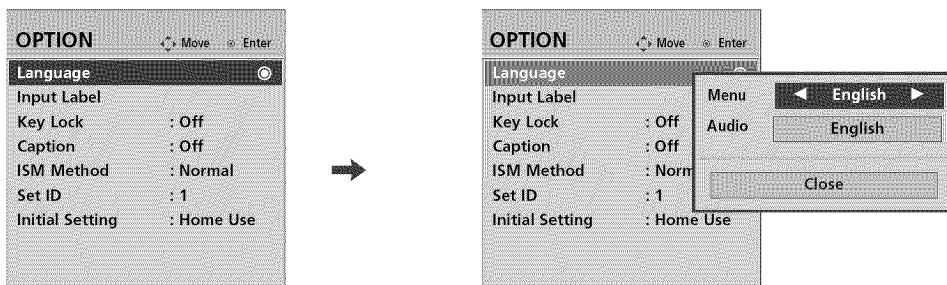 OPTION Move Enter
Language
Input Label
Key Lock : Off
Caption : Off
ISM Method : Normal
Set ID : 1
Initial Setting : Home Use
OPTION Move Enter
Language
Input Label
Key Lock : Off
Caption : Off
ISM Method : Norm
Set ID : 1
Initial Setting : Home Use
Menu ◀ English ▶
Audio English
Close